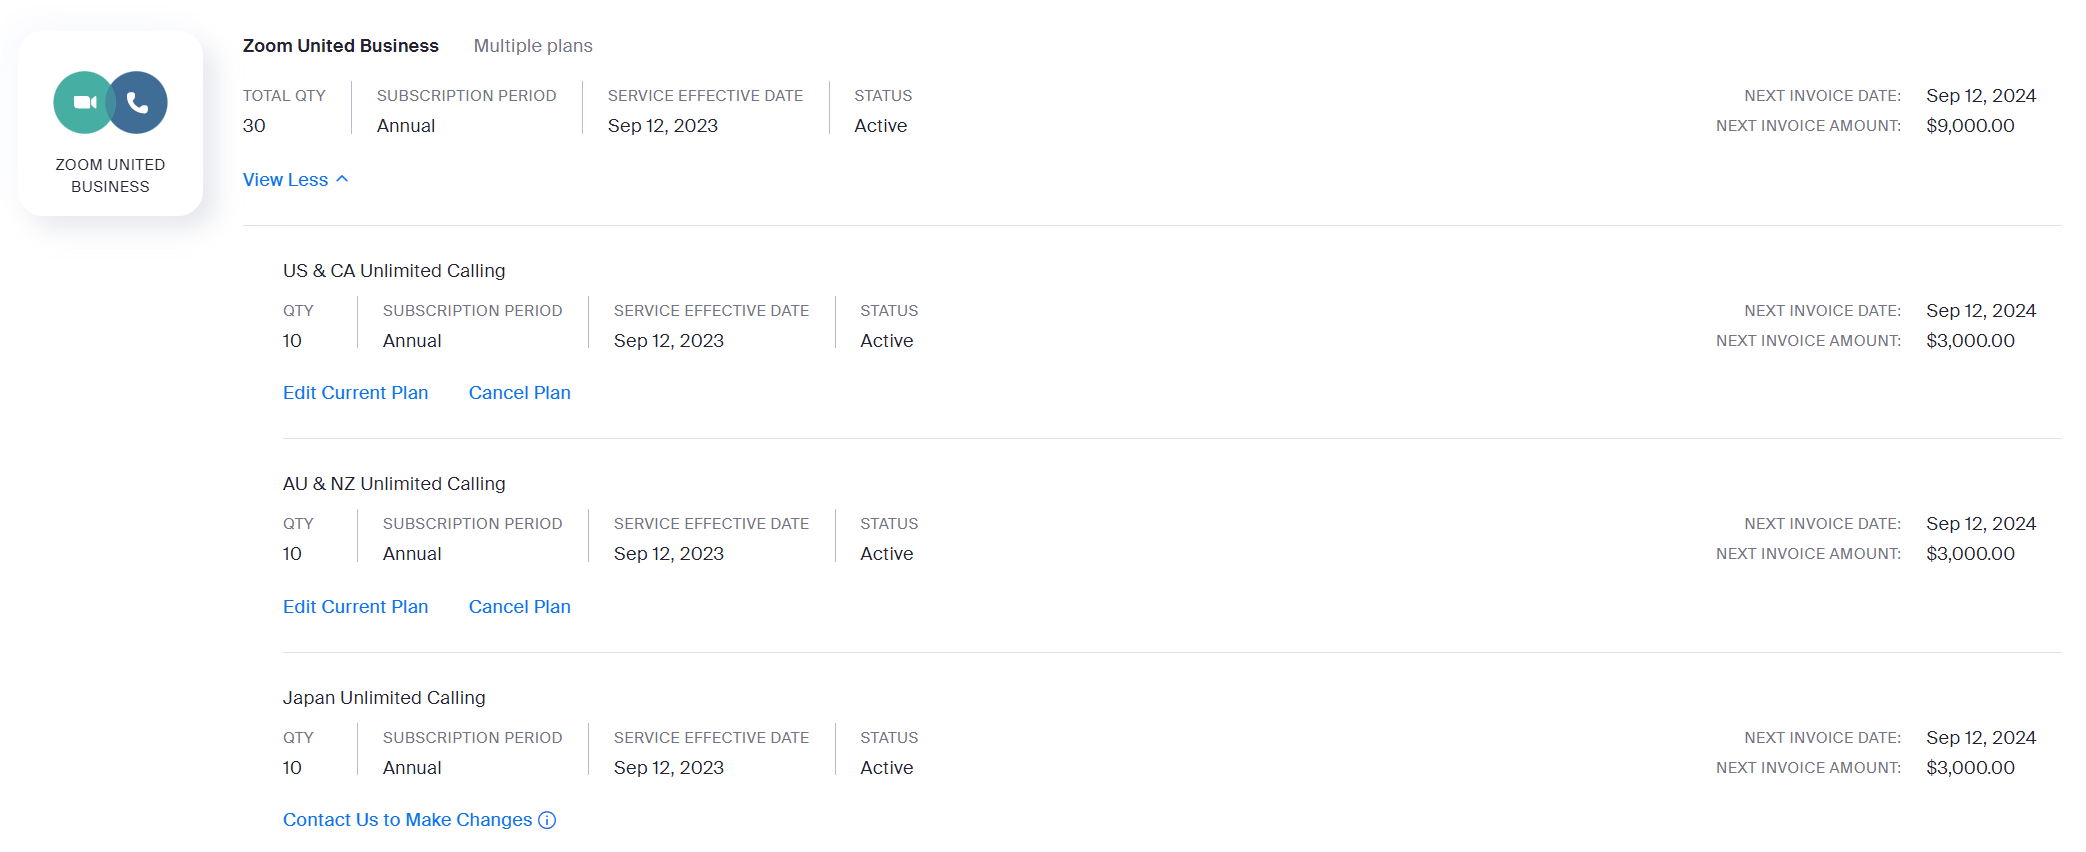 Zoom United Business Multiple plans
TOTAL QTY SUBSCRIPTION PERIOD SERVICE EFFECTIVE DATE STATUS NEXT INVOICE DATE: Sep 12, 2024
30 Annual Sep 12, 2023 Active NEXT INVOICE AMOUNT: $9,000.00
ZOOM UNITED
BUSINESS
View Less
US & CA Unlimited Calling
QTY SUBSCRIPTION PERIOD SERVICE EFFECTIVE DATE STATUS NEXT INVOICE DATE: Sep 12, 2024
10 Annual Sep 12, 2023 Active NEXT INVOICE AMOUNT: $3,000.00
Edit Current Plan Cancel Plan
AU & NZ Unlimited Calling
QTY SUBSCRIPTION PERIOD SERVICE EFFECTIVE DATE STATUS NEXT INVOICE DATE: Sep 12, 2024
10 Annual Sep 12, 2023 Active NEXT INVOICE AMOUNT: $3,000.00
Edit Current Plan Cancel Plan
Japan Unlimited Calling
QTY SUBSCRIPTION PERIOD SERVICE EFFECTIVE DATE STATUS NEXT INVOICE DATE: Sep 12, 2024
10 Annual Sep 12, 2023 Active NEXT INVOICE AMOUNT: $3,000.00
Contact Us to Make Changes